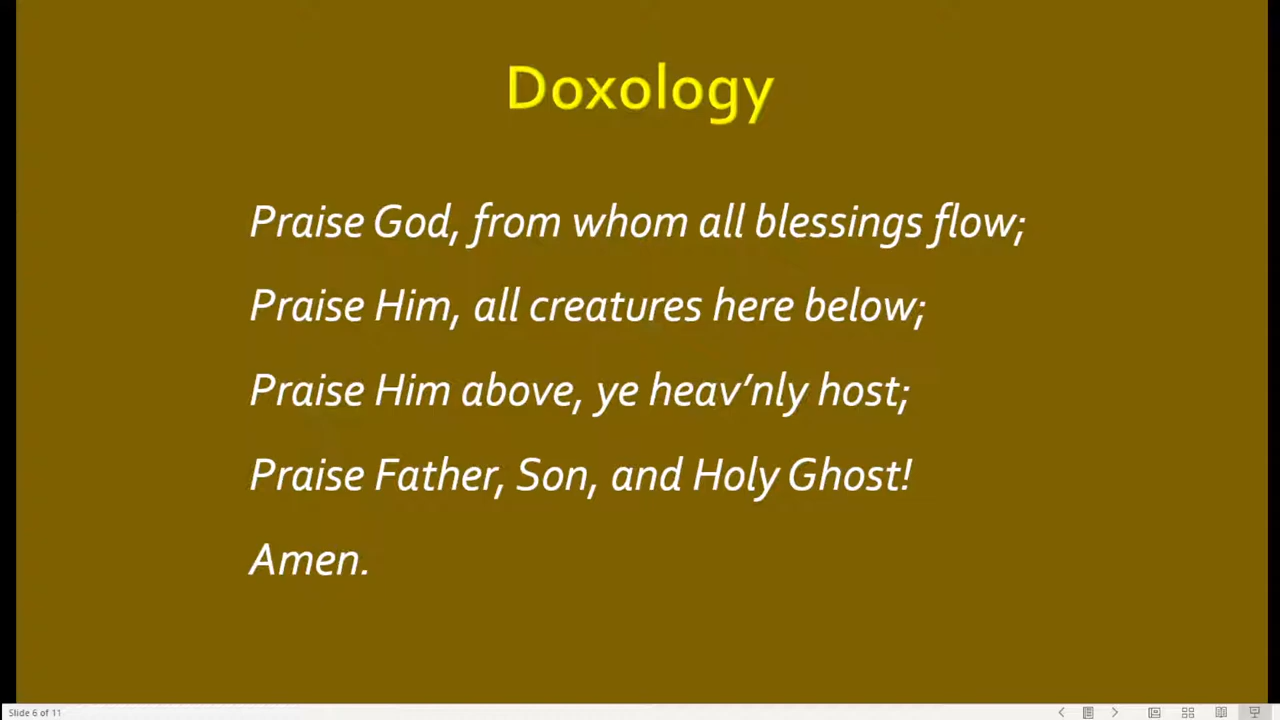 Doxology
Praise God, from whom all blessings flow;
Praise Him, all creatures here below;
Praise Him above, ye heav’nly host;
Praise Father, Son, and Holy Ghost!
Amen.
Slide 6 of 11